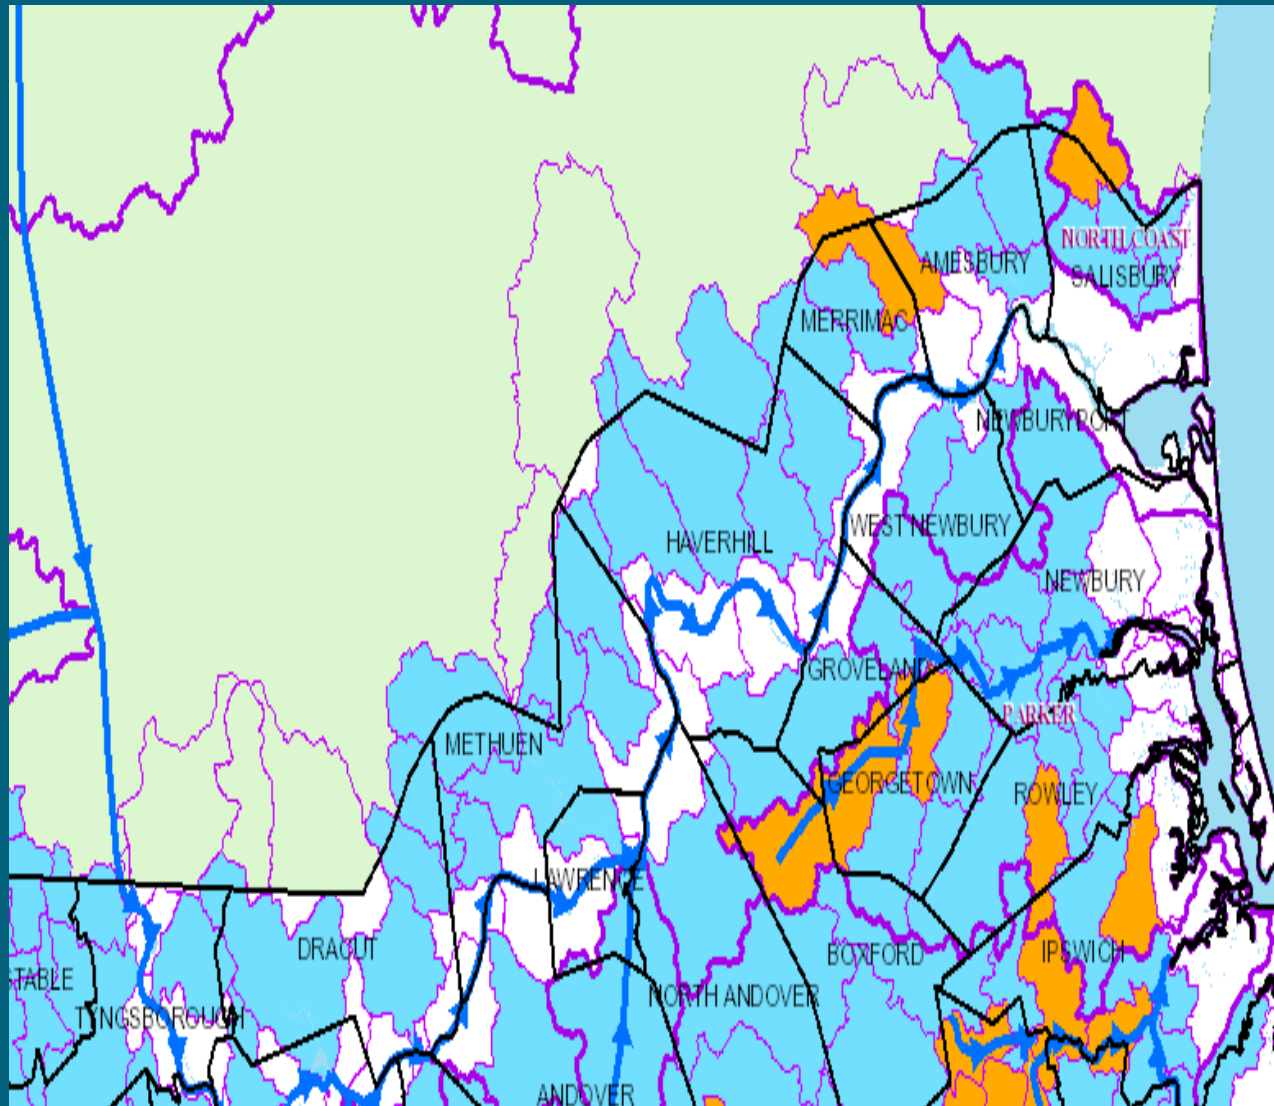 NORTH COAST
AMESBURY
SALISBURY
MERRIMAC
NEWBURYPORT
WEST NEWBURY
HAVERHILL
NEWBURY
GROVELAND
PARKER
METHUEN
GEORGETOWN
ROWLEY
LAWRENCE
DRACUT
BOXFORD
IPSWICH
STABLE
NORTH ANDOVER
TYNGSBOROUGH
ANDOVER